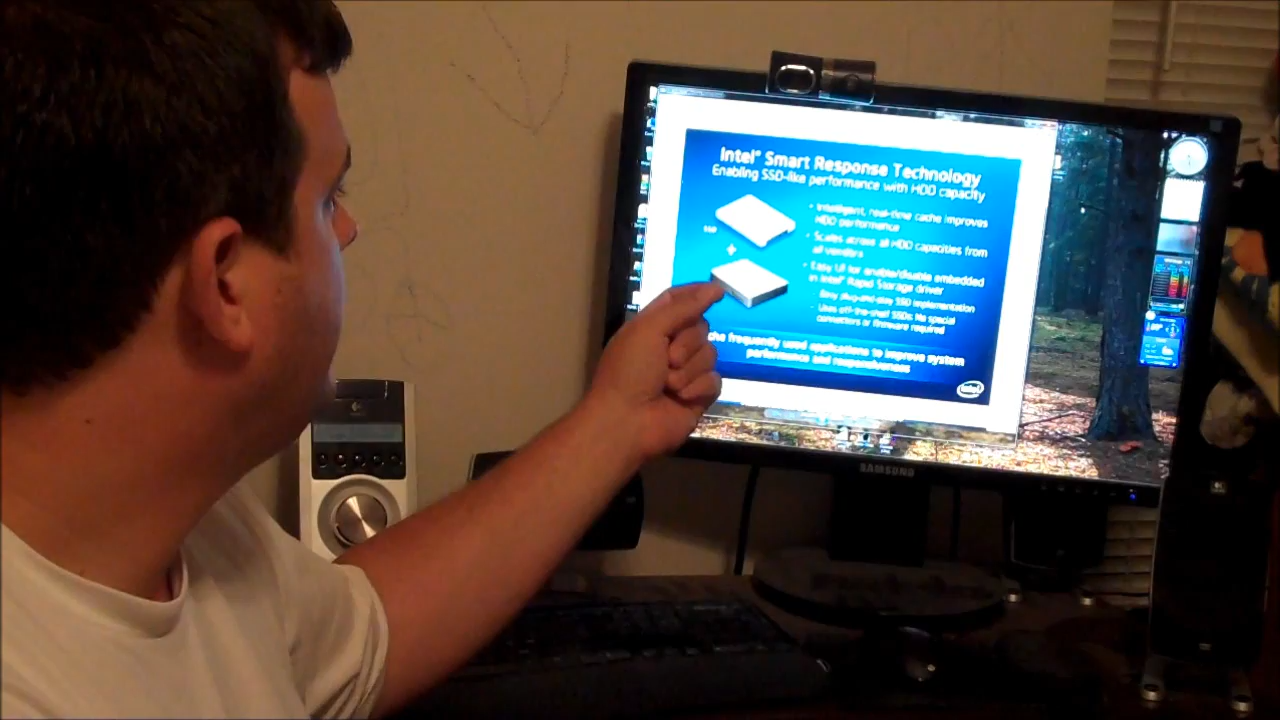 Intel® Smart Response Technology
Enabling SSD-like performance with HDD capacity
• Intelligent, real-time cache improves
HDD performance
+
• Scales across all HDD capacities from
all vendors
• Easy UI for enable/disable embedded
in Intel® Rapid Storage driver
– Easy plug-and-play SSD implementation
– Uses off-the-shelf SSDs: No special
connectors or firmware required
frequently used applications to improve system
performance and responsiveness
intel
SAMSUNG